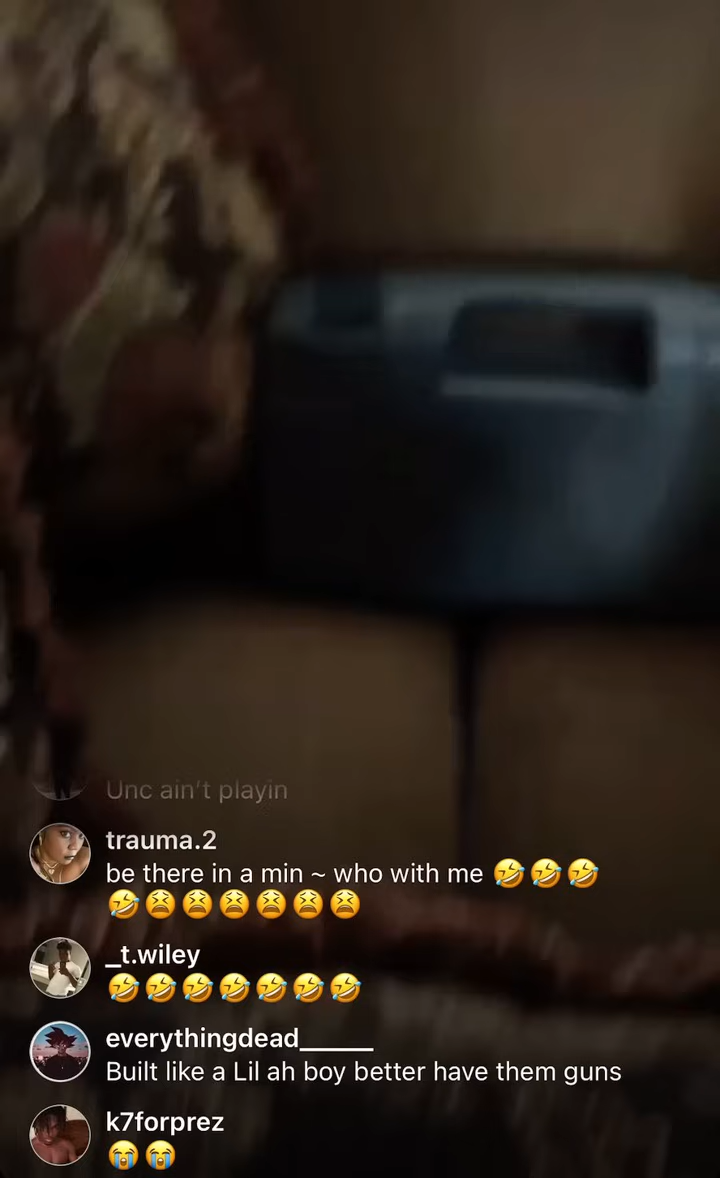 Unc ain't playin
trauma.2
be there in a min ~ who with me 🤣🤣🤣
🤣😫😫😫😫😫😫
_t.wiley
🤣🤣🤣🤣🤣🤣🤣
everythingdead_____
Built like a Lil ah boy better have them guns
k7forprez
😭😭